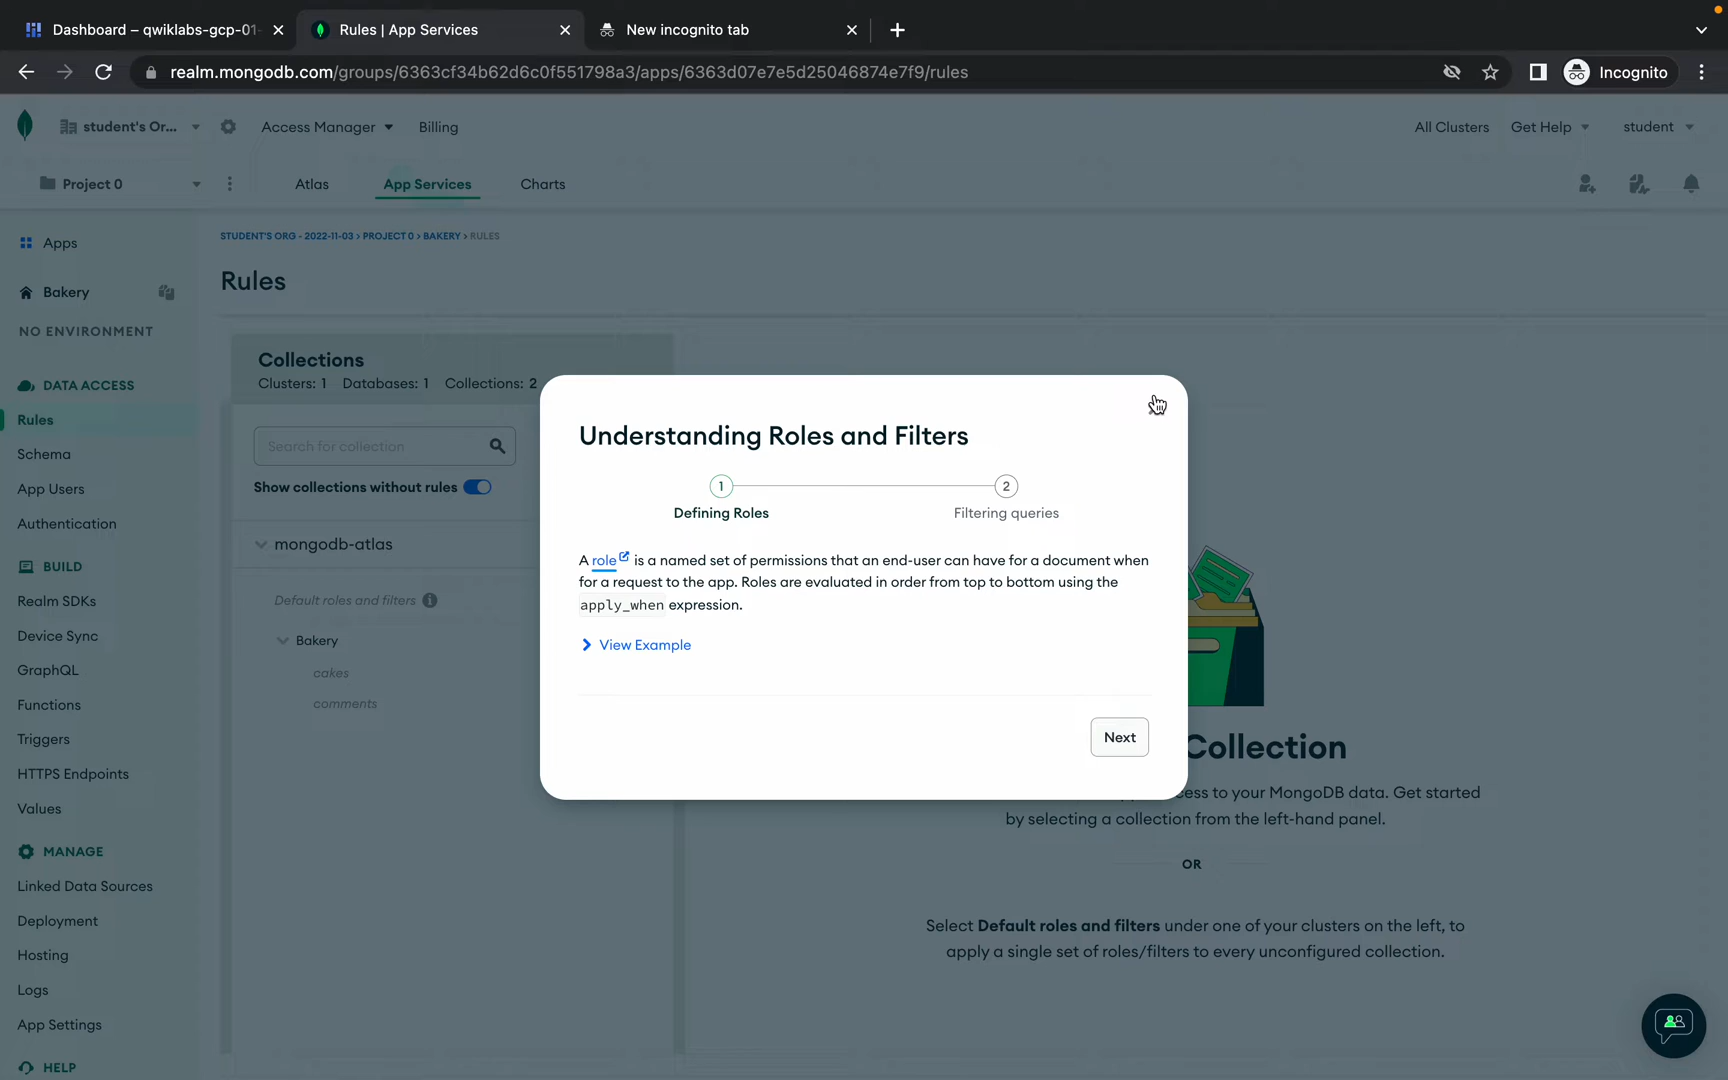 Dashboard – qwiklabs-gcp-01-
Rules | App Services
New incognito tab
realm.mongodb.com/groups/6363cf34b62d6c0f551798a3/apps/6363d07e7e5d25046874e7f9/rules
Incognito
student's Or...
Access Manager
Billing
All Clusters
Get Help
student
Project 0
Atlas
App Services
Charts
STUDENT'S ORG - 2022-11-03 > PROJECT 0 > BAKERY > RULES
Apps
Rules
Bakery
NO ENVIRONMENT
DATA ACCESS
Rules
Schema
App Users
Authentication
BUILD
Realm SDKs
Device Sync
GraphQL
Functions
Triggers
HTTPS Endpoints
Values
MANAGE
Linked Data Sources
Deployment
Hosting
Logs
App Settings
HELP
Collections
Clusters: 1 Databases: 1 Collections: 2
Search for collection
Show collections without rules
mongodb-atlas
Default roles and filters
Bakery
cakes
comments
Understanding Roles and Filters
1
2
Defining Roles
Filtering queries
A role is a named set of permissions that an end-user can have for a document when
for a request to the app. Roles are evaluated in order from top to bottom using the
apply_when expression.
View Example
Next
Collection
cess to your MongoDB data. Get started
by selecting a collection from the left-hand panel.
OR
Select Default roles and filters under one of your clusters on the left, to
apply a single set of roles/filters to every unconfigured collection.